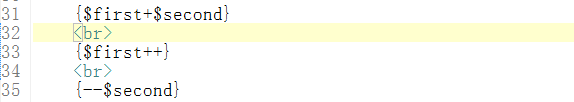 31 {$first+$second}
32 <br>
33 {$first++}
34 <br>
35 {--$second}